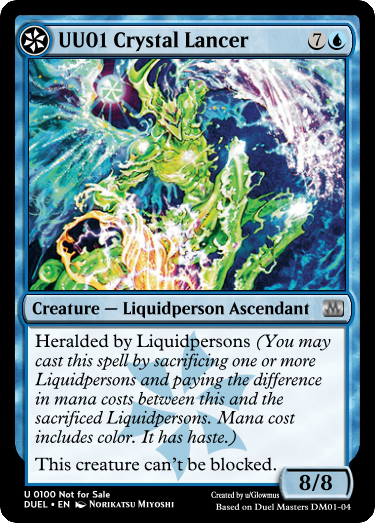 UU01 Crystal Lancer 7
Creature — Liquidperson Ascendant
Heralded by Liquidpersons (You may
cast this spell by sacrificing one or more
Liquidpersons and paying the difference
in mana costs between this and the
sacrificed Liquidpersons. Mana cost
includes color. It has haste.)
This creature can't be blocked.
8/8
U 0100 Not for Sale
DUEL • EN Norikatsu Miyoshi
Created by u/Glowmus
Based on Duel Masters DM01-04